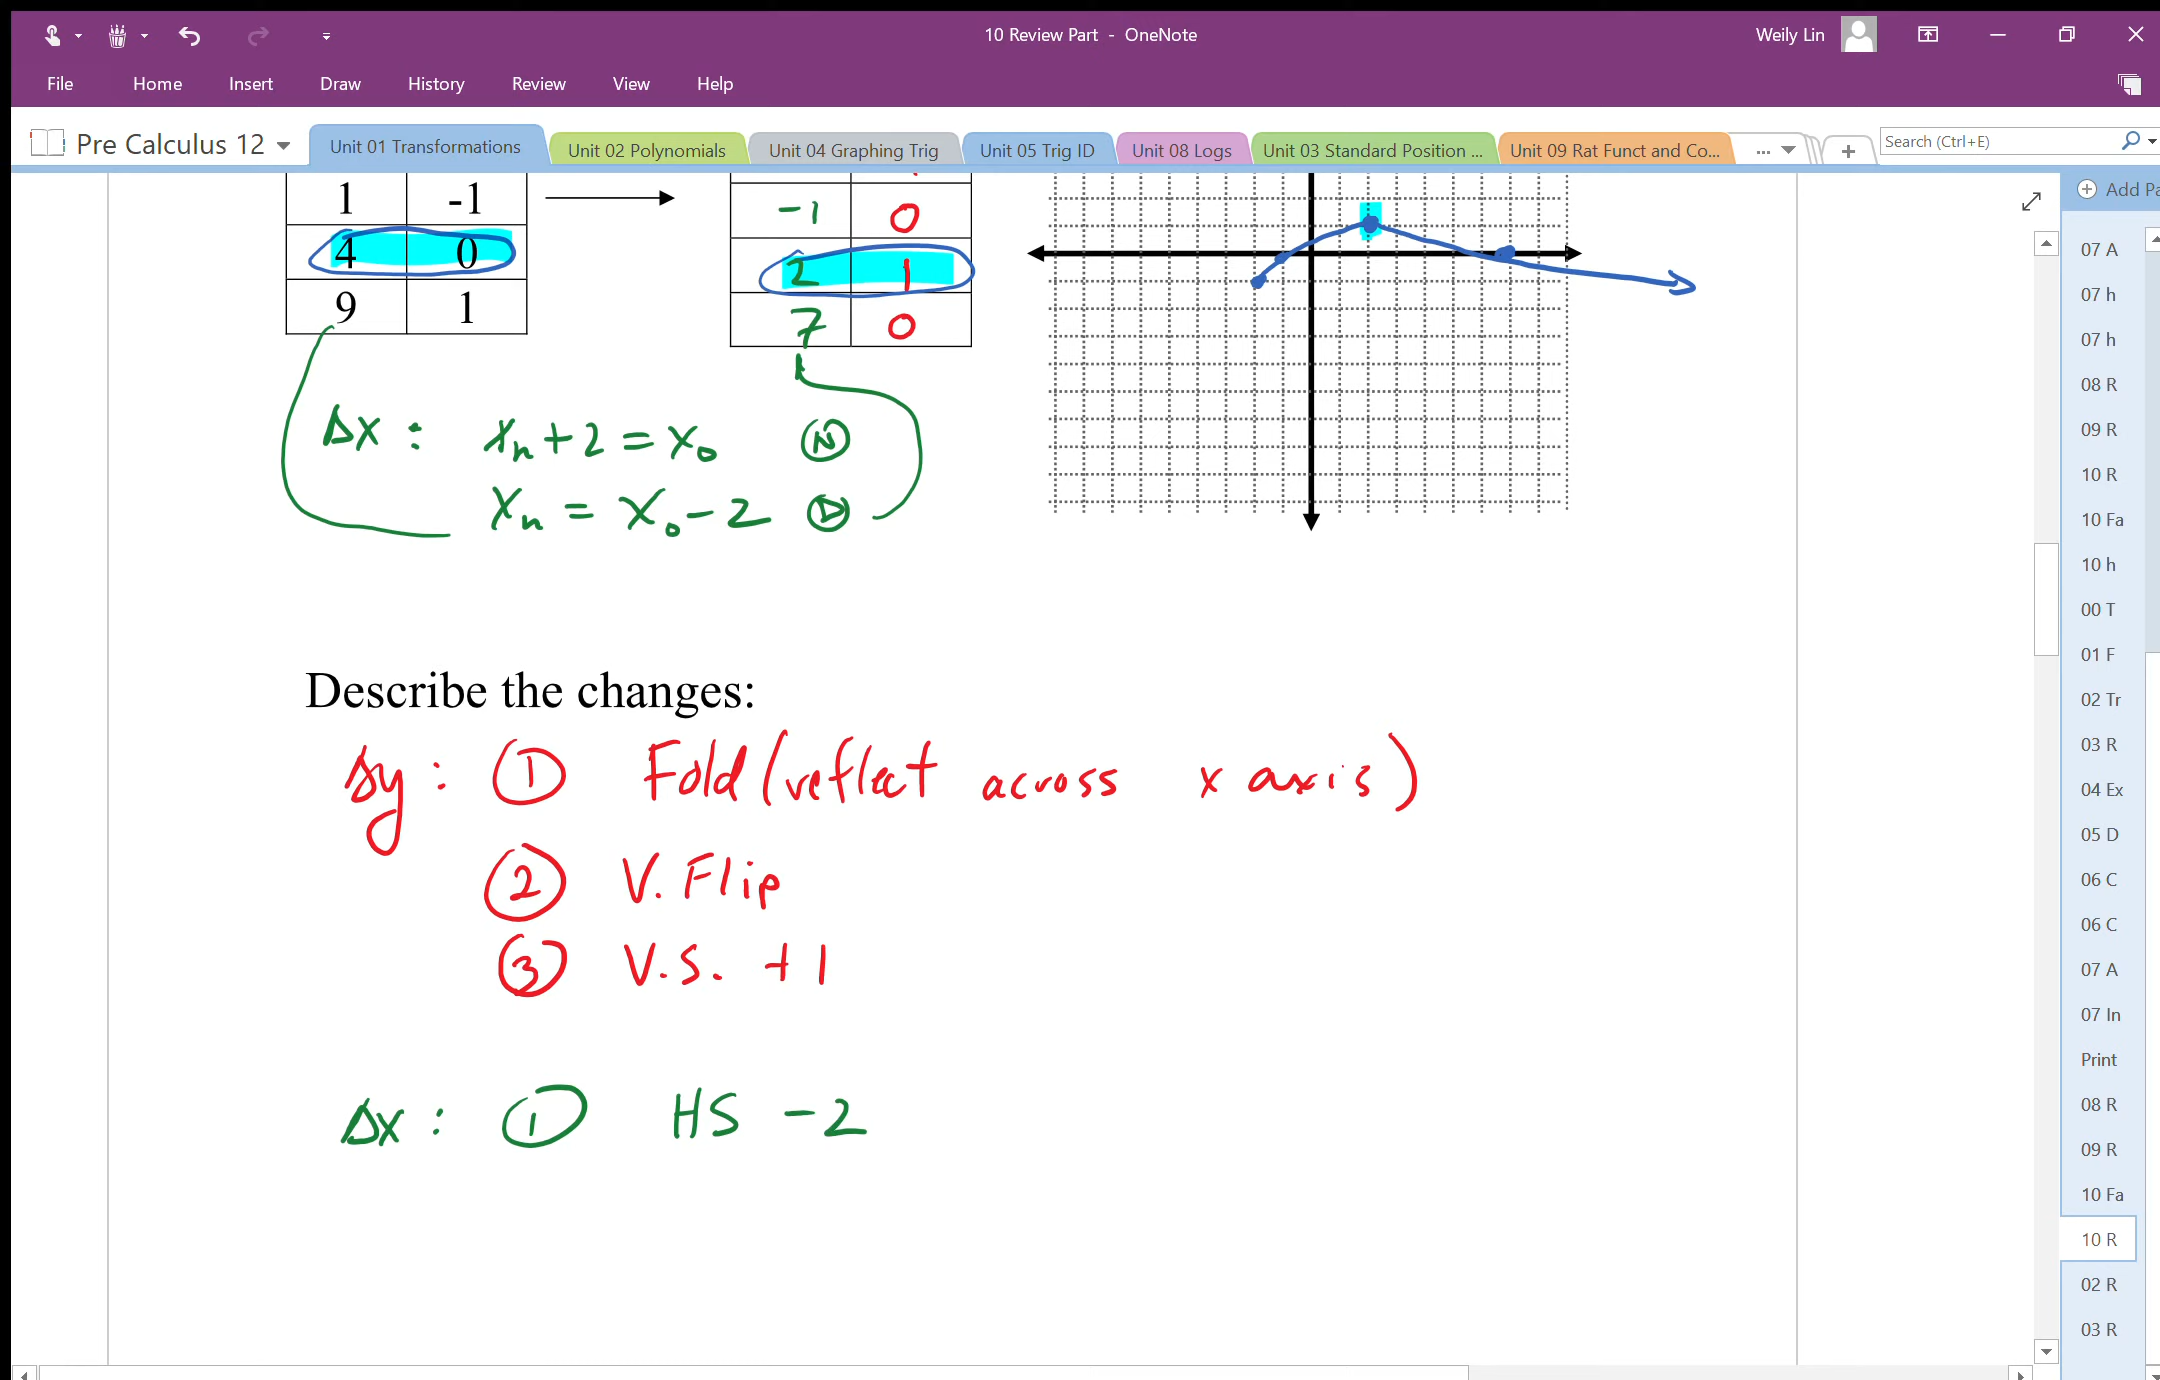 10 Review Part - OneNote
Weily Lin
File Home Insert Draw History Review View Help
Pre Calculus 12
Unit 01 Transformations
Unit 02 Polynomials
Unit 04 Graphing Trig
Unit 05 Trig ID
Unit 08 Logs
Unit 03 Standard Position ...
Unit 09 Rat Funct and Co...
...
Search (Ctrl+E)
Add Pa
1 -1
4 0
9 1
-1 0
2 1
7 0
Δx : xn + 2 = xo N
xn = xo - 2 D
Describe the changes:
Δy : 1 Fold (reflect across x axis)
2 V. Flip
3 V.S. +1
Δx : 1 HS -2
07 A
07 h
07 h
08 R
09 R
10 R
10 Fa
10 h
00 T
01 F
02 Tr
03 R
04 Ex
05 D
06 C
06 C
07 A
07 In
Print
08 R
09 R
10 Fa
10 R
02 R
03 R